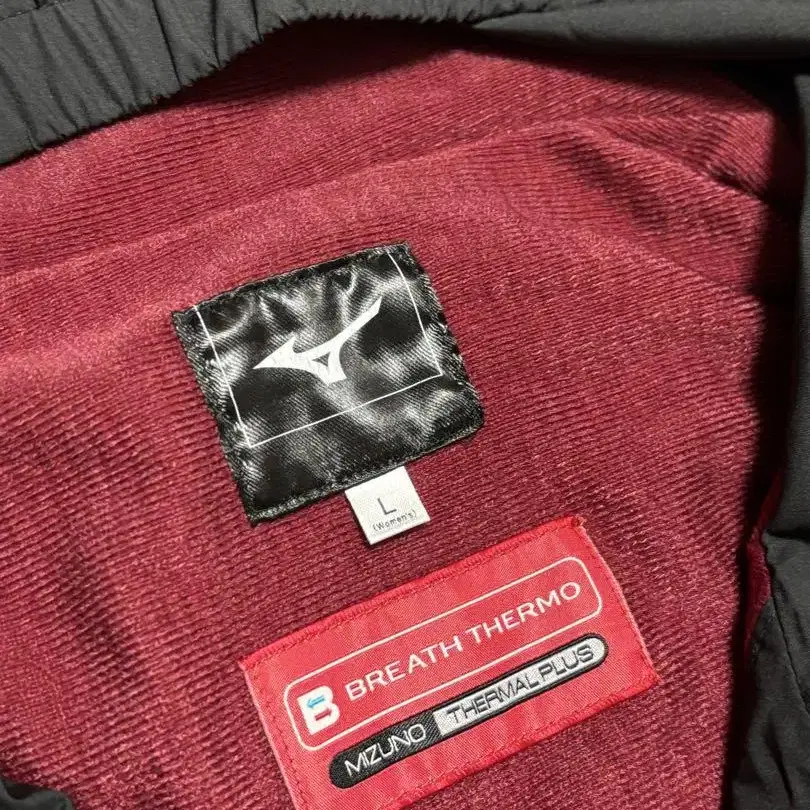 L
(Women's)
B BREATH THERMO
MIZUNO THERMAL PLUS